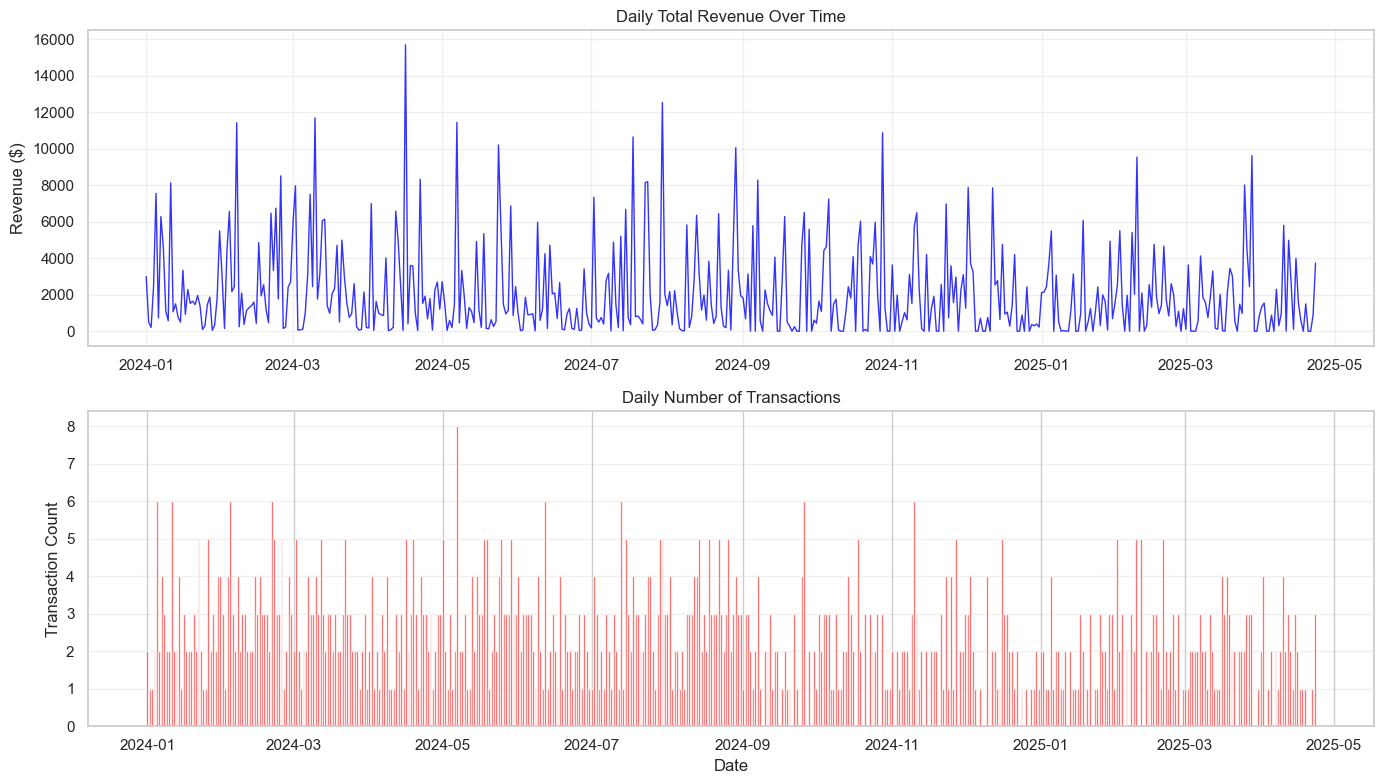 Daily Total Revenue Over Time
Revenue ($)
16000
14000
12000
10000
8000
6000
4000
2000
0
2024-01 2024-03 2024-05 2024-07 2024-09 2024-11 2025-01 2025-03 2025-05
Daily Number of Transactions
Transaction Count
8
7
6
5
4
3
2
1
0
2024-01 2024-03 2024-05 2024-07 2024-09 2024-11 2025-01 2025-03 2025-05
Date